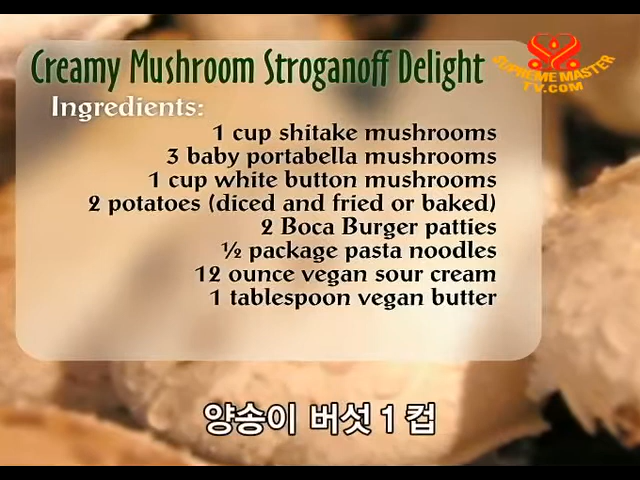 Creamy Mushroom Stroganoff Delight
SUPREME MASTER
TV.COM
Ingredients:
1 cup shitake mushrooms
3 baby portabella mushrooms
1 cup white button mushrooms
2 potatoes (diced and fried or baked)
2 Boca Burger patties
½ package pasta noodles
12 ounce vegan sour cream
1 tablespoon vegan butter
양송이 버섯 1 컵